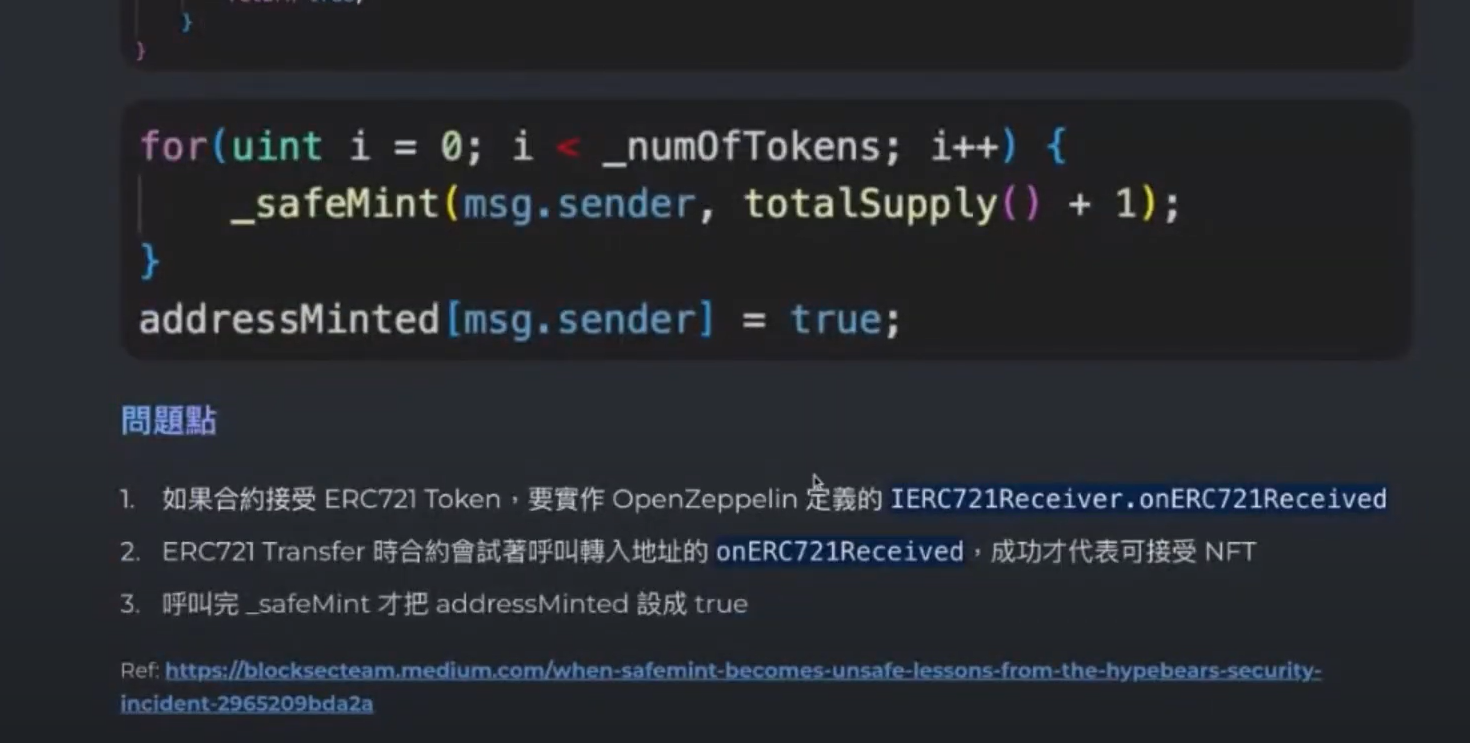 }
}
for(uint i = 0; i < _numOfTokens; i++) {
_safeMint(msg.sender, totalSupply() + 1);
}
addressMinted[msg.sender] = true;
問題點
1. 如果合約接受 ERC721 Token，要實作 OpenZeppelin 定義的 IERC721Receiver.onERC721Received
2. ERC721 Transfer 時合約會試著呼叫轉入地址的 onERC721Received，成功才代表可接受 NFT
3. 呼叫完 _safeMint 才把 addressMinted 設成 true
Ref: https://blocksecteam.medium.com/when-safemint-becomes-unsafe-lessons-from-the-hypebears-security-
incident-2965209bda2a